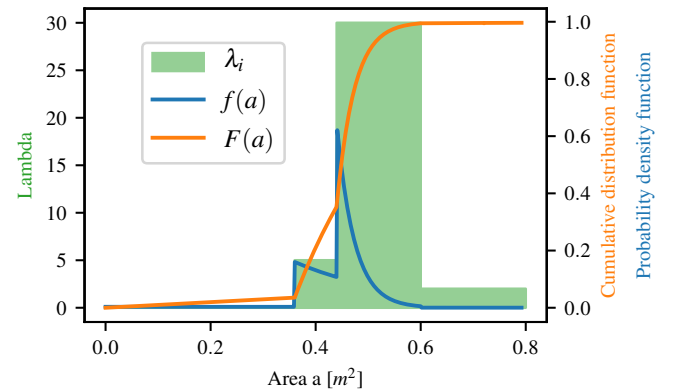 30
25
20
15
10
5
0
Lambda
λ_i
f(a)
F(a)
1.0
0.8
0.6
0.4
0.2
0.0
Cumulative distribution function
Probability density function
0.0 0.2 0.4 0.6 0.8
Area a [m²]